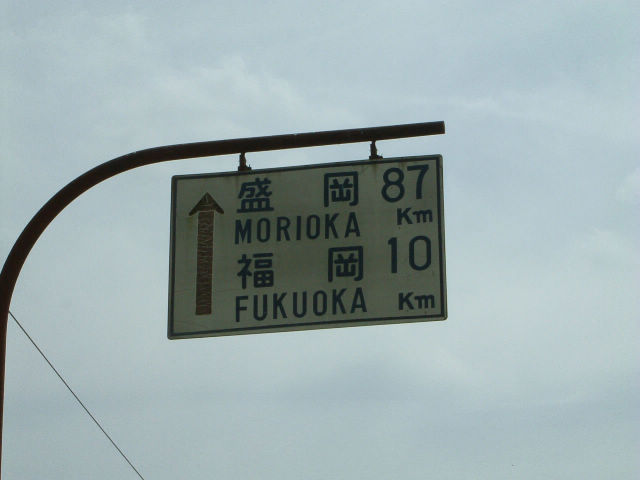 盛岡 87
MORIOKA Km
福岡 10
FUKUOKA Km